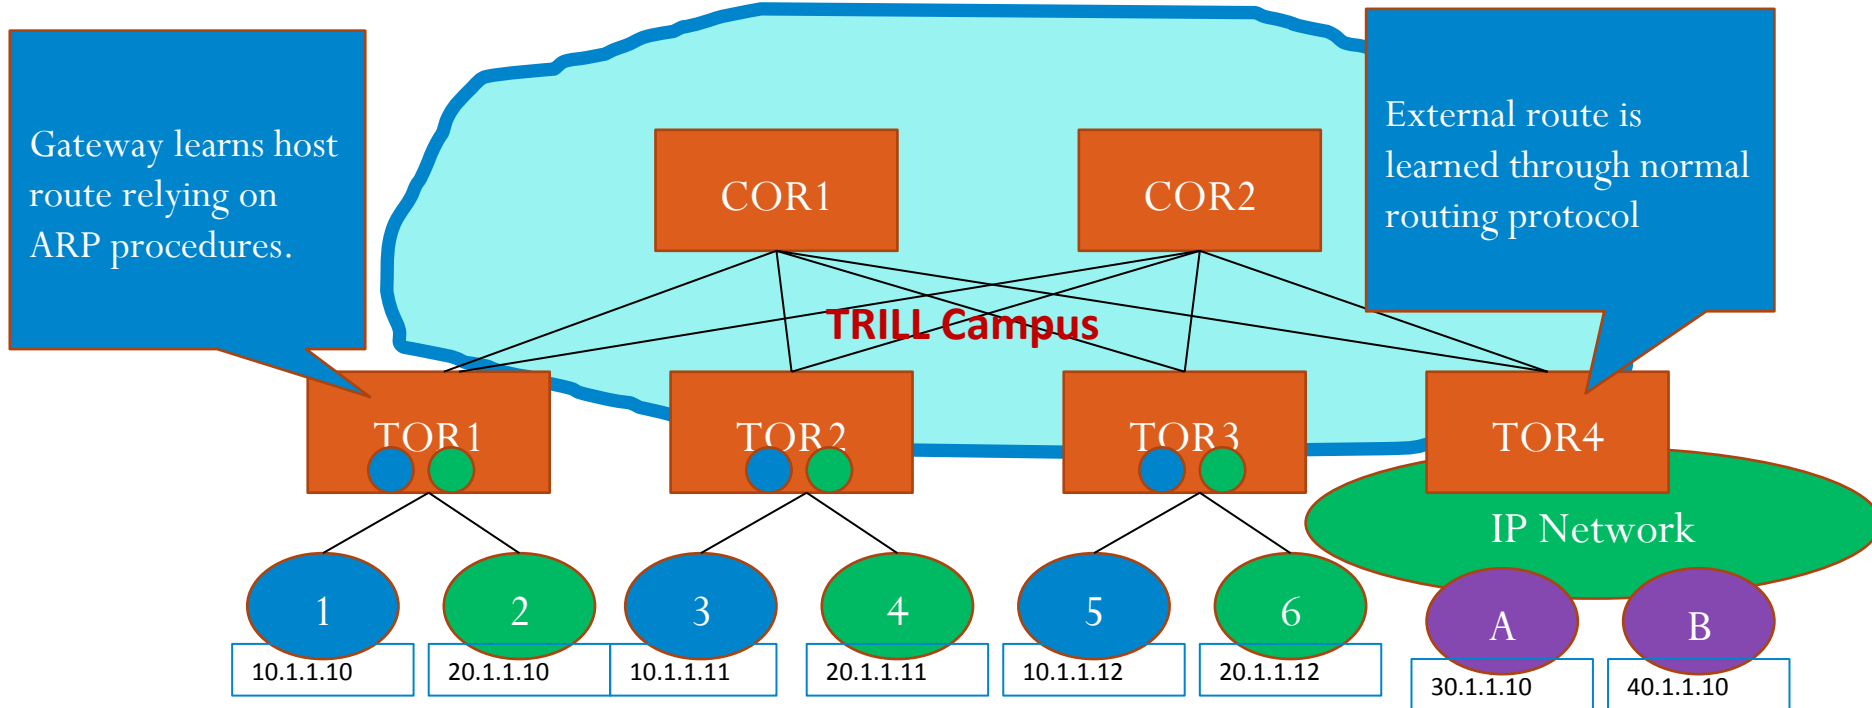 Gateway learns host
route relying on
ARP procedures.
External route is
learned through normal
routing protocol
COR1
COR2
TRILL Campus
TOR1
TOR2
TOR3
TOR4
IP Network
1
2
3
4
5
6
A
B
10.1.1.10
20.1.1.10
10.1.1.11
20.1.1.11
10.1.1.12
20.1.1.12
30.1.1.10
40.1.1.10